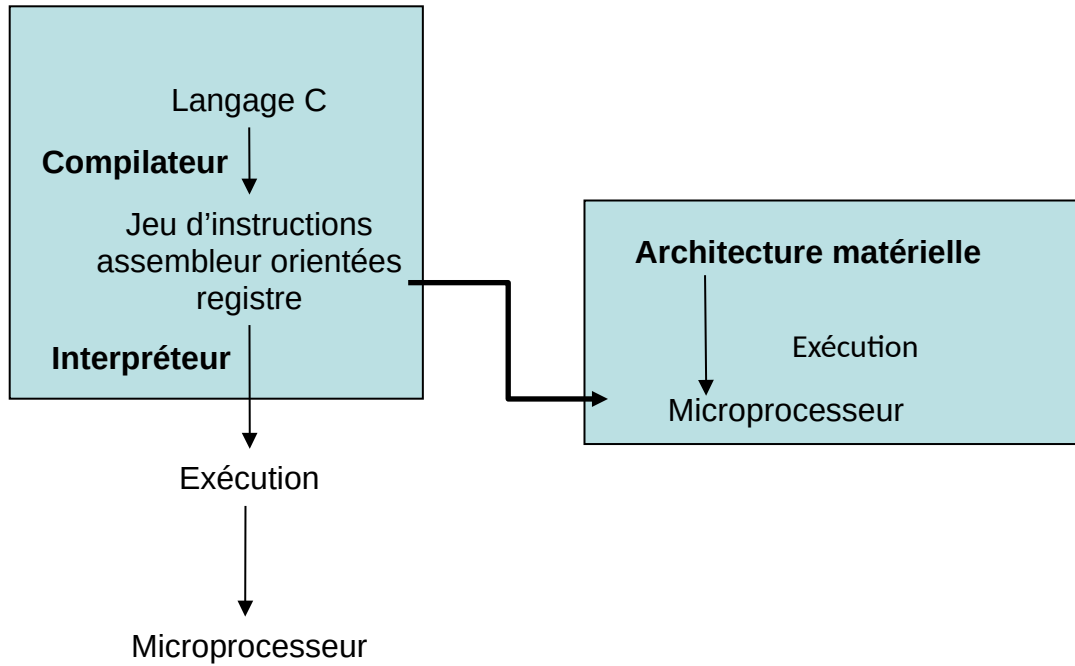 Langage C
Compilateur
Jeu d’instructions
assembleur orientées
registre
Interpréteur
Exécution
Microprocesseur
Architecture matérielle
Exécution
Microprocesseur